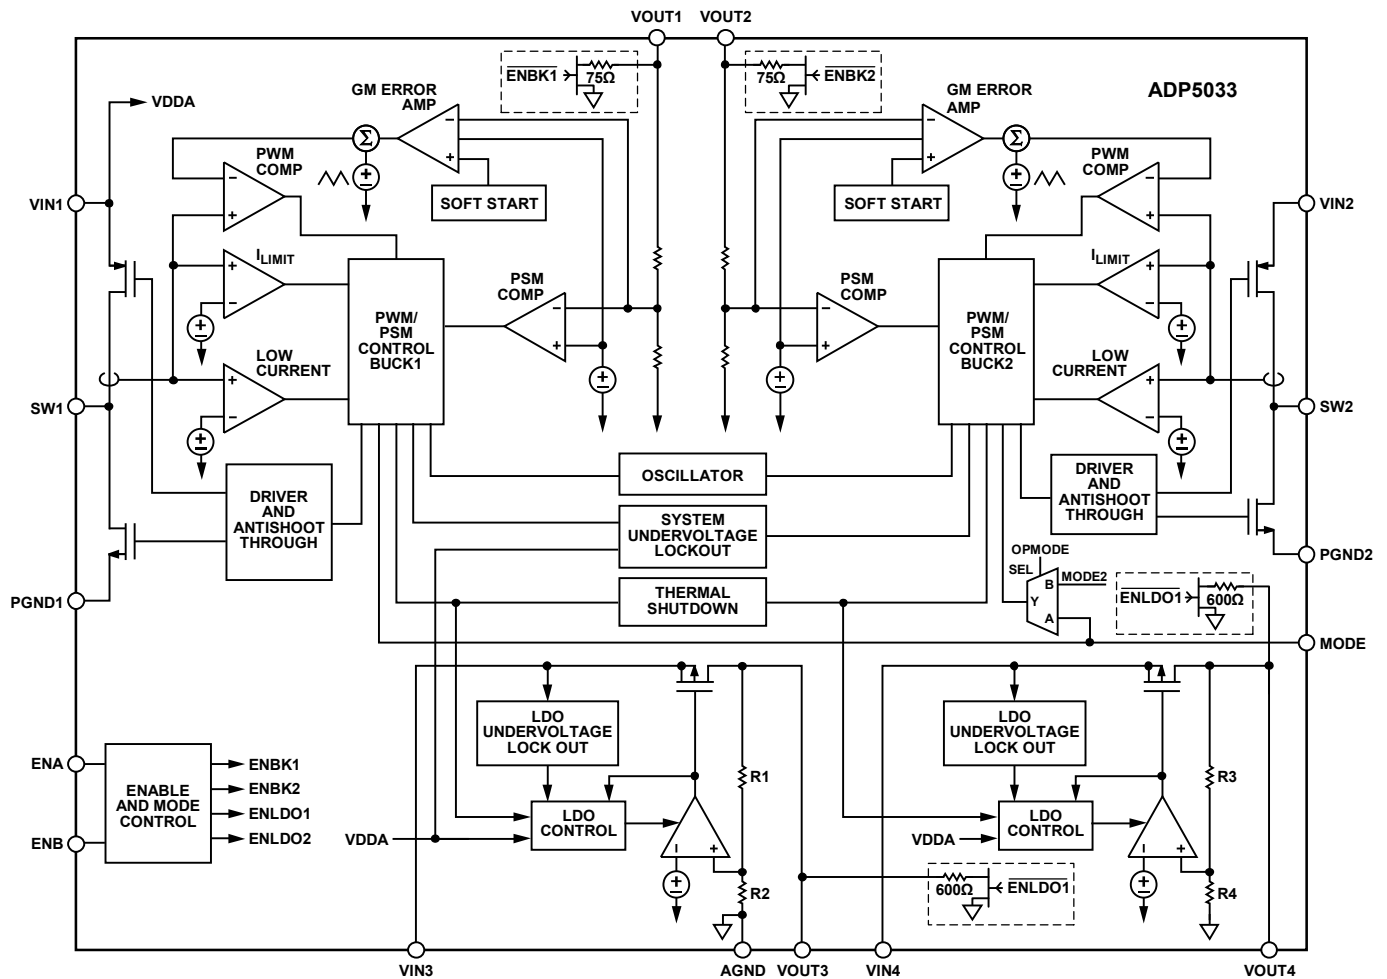 VOUT1 VOUT2
ENBK1
75Ω
75Ω
ENBK2
ADP5033
VDDA
GM ERROR
AMP
GM ERROR
AMP
Σ
Σ
PWM
COMP
PWM
COMP
SOFT START
SOFT START
VIN1
VIN2
ILIMIT
ILIMIT
PSM
COMP
PSM
COMP
PWM/
PSM
CONTROL
BUCK1
PWM/
PSM
CONTROL
BUCK2
LOW
CURRENT
LOW
CURRENT
SW1
SW2
OSCILLATOR
DRIVER
AND
ANTISHOOT
THROUGH
DRIVER
AND
ANTISHOOT
THROUGH
SYSTEM
UNDERVOLTAGE
LOCKOUT
OPMODE
SEL
B
MODE2
Y
A
PGND2
THERMAL
SHUTDOWN
ENLDO1
600Ω
PGND1
MODE
LDO
UNDERVOLTAGE
LOCK OUT
LDO
UNDERVOLTAGE
LOCK OUT
ENA
ENB
ENABLE
AND MODE
CONTROL
ENBK1
ENBK2
ENLDO1
ENLDO2
R1
R3
VDDA
LDO
CONTROL
VDDA
LDO
CONTROL
R2
600Ω
ENLDO1
R4
VIN3
AGND
VOUT3
VIN4
VOUT4